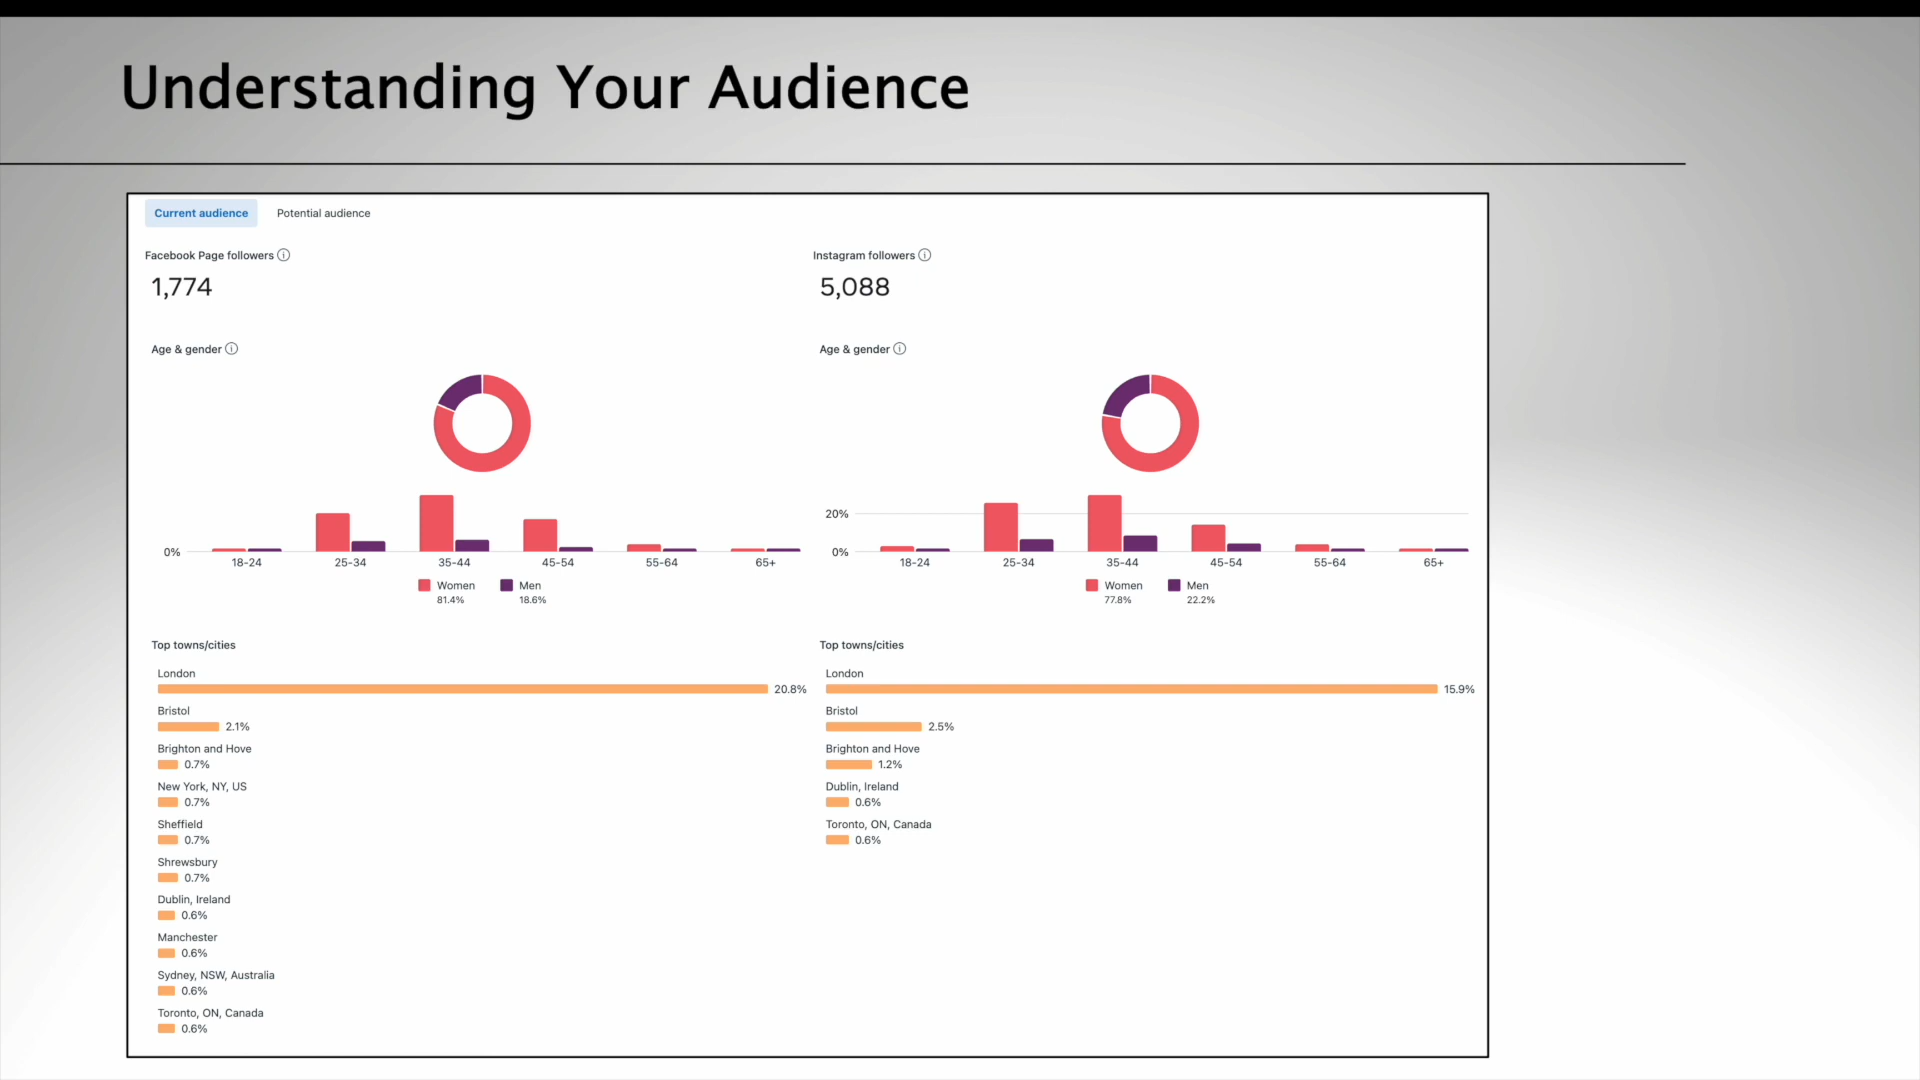 Understanding Your Audience
Current audience
Potential audience
Facebook Page followers
1,774
Age & gender
0%
18-24
25-34
35-44
45-54
55-64
65+
Women
81.4%
Men
18.6%
Top towns/cities
London
20.8%
Bristol
2.1%
Brighton and Hove
0.7%
New York, NY, US
0.7%
Sheffield
0.7%
Shrewsbury
0.7%
Dublin, Ireland
0.6%
Manchester
0.6%
Sydney, NSW, Australia
0.6%
Toronto, ON, Canada
0.6%
Instagram followers
5,088
Age & gender
20%
0%
18-24
25-34
35-44
45-54
55-64
65+
Women
77.8%
Men
22.2%
Top towns/cities
London
15.9%
Bristol
2.5%
Brighton and Hove
1.2%
Dublin, Ireland
0.6%
Toronto, ON, Canada
0.6%